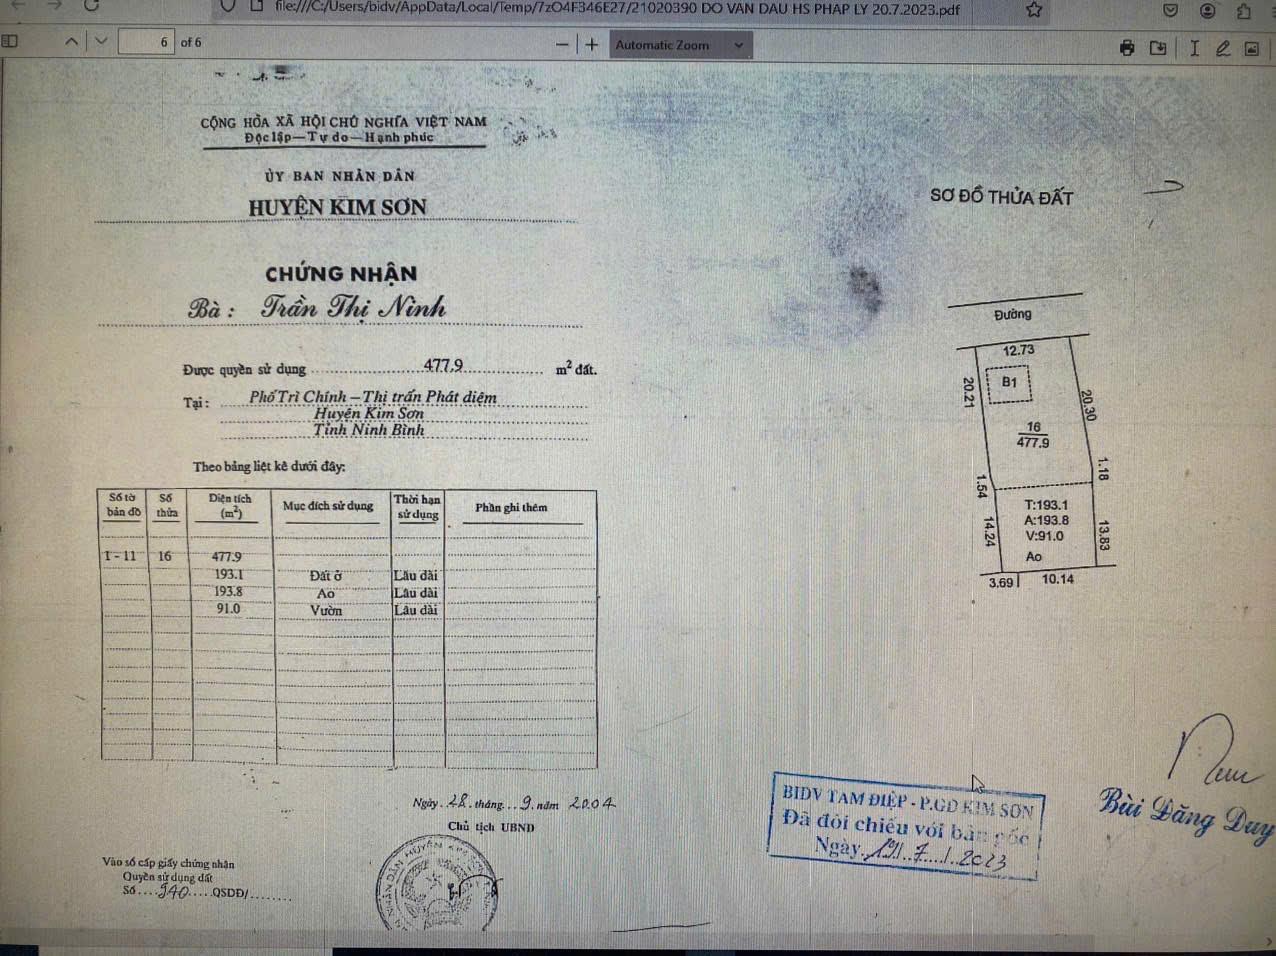 file:///C:/Users/bidv/AppData/Local/Temp/7zO4F346E27/21020390 DO VAN DAU HS PHAP LY 20.7.2023.pdf
6 of 6
Automatic Zoom
CỘNG HÒA XÃ HỘI CHỦ NGHĨA VIỆT NAM
Độc lập—Tự do—Hạnh phúc
ỦY BAN NHÂN DÂN
HUYỆN KIM SƠN
CHỨNG NHẬN
Bà : Trần Thị Ninh
Được quyền sử dụng 477.9 m² đất.
Tại : Phố Trì Chính – Thị trấn Phát diệm
Huyện Kim Sơn
Tỉnh Ninh Bình
Theo bảng liệt kê dưới đây:
Số tờ bản đồ Số thửa Diện tích (m²) Mục đích sử dụng Thời hạn sử dụng Phần ghi thêm
1 - 11 16 477.9
193.1 Đất ở Lâu dài
193.8 Ao Lâu dài
91.0 Vườn Lâu dài
Ngày 28 tháng 9 năm 2004
Chủ tịch UBND
Vào sổ cấp giấy chứng nhận
Quyền sử dụng đất
Số 940 QSDĐ/
SƠ ĐỒ THỬA ĐẤT
Đường
12.73
20.21
B1
20.30
16
477.9
1.18
1.54
T:193.1
A:193.8
V:91.0
14.24
13.83
Ao
3.69
10.14
BIDV TAM ĐIỆP - P.GD KIM SƠN
Đã đối chiếu với bản gốc
Ngày 19/7/2023
Bùi Đăng Duy